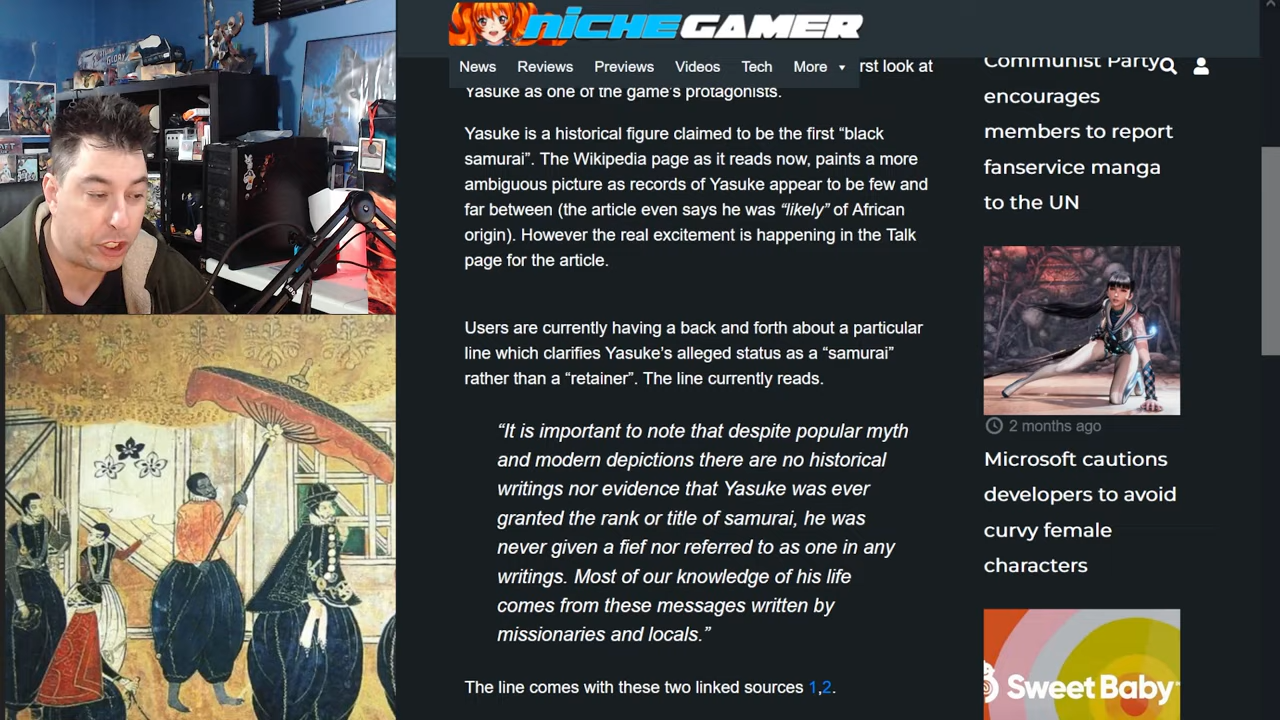 nicheGAMER
News Reviews Previews Videos Tech More
rst look at
Yasuke as one of the game's protagonists.
Yasuke is a historical figure claimed to be the first “black
samurai”. The Wikipedia page as it reads now, paints a more
ambiguous picture as records of Yasuke appear to be few and
far between (the article even says he was “likely” of African
origin). However the real excitement is happening in the Talk
page for the article.
Users are currently having a back and forth about a particular
line which clarifies Yasuke’s alleged status as a “samurai”
rather than a “retainer”. The line currently reads.
“It is important to note that despite popular myth
and modern depictions there are no historical
writings nor evidence that Yasuke was ever
granted the rank or title of samurai, he was
never given a fief nor referred to as one in any
writings. Most of our knowledge of his life
comes from these messages written by
missionaries and locals.”
The line comes with these two linked sources 1,2.
Communist Party
encourages
members to report
fanservice manga
to the UN
2 months ago
Microsoft cautions
developers to avoid
curvy female
characters
Sweet Baby